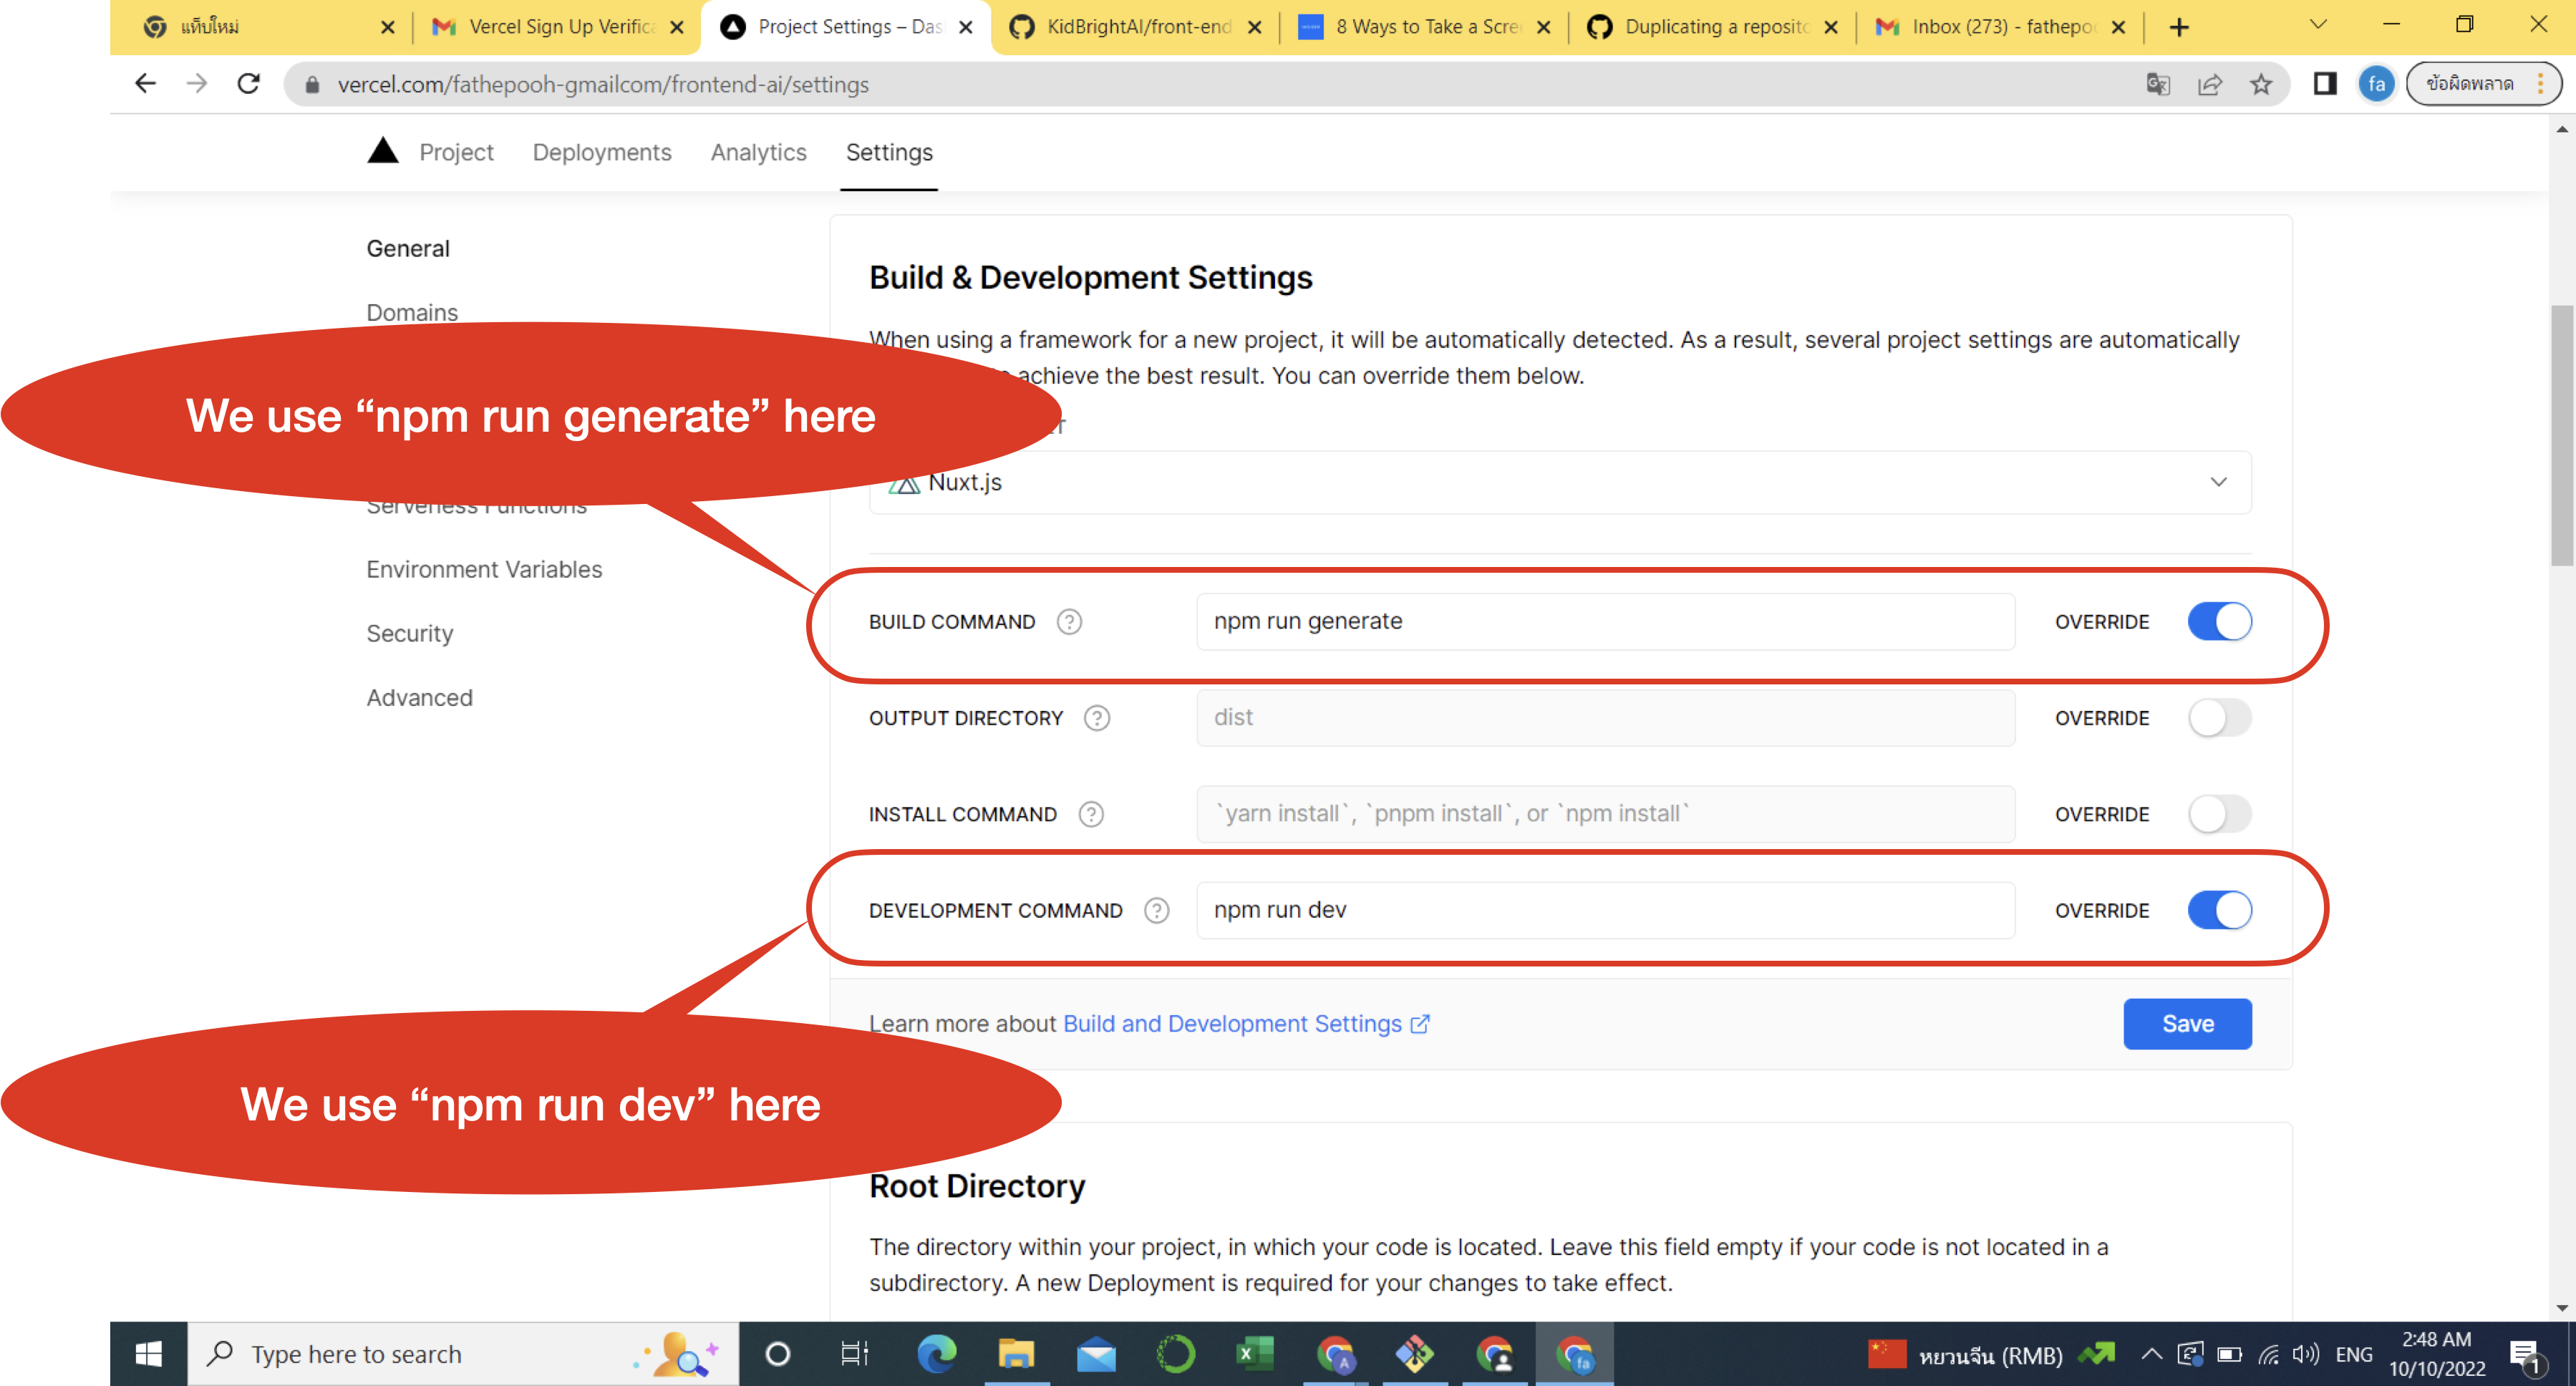 แท็บใหม่
Vercel Sign Up Verifica
Project Settings – Das
KidBrightAI/front-end
8 Ways to Take a Scre
Duplicating a reposito
Inbox (273) - fathepoo
vercel.com/fathepooh-gmailcom/frontend-ai/settings
fa
ข้อผิดพลาด
Project
Deployments
Analytics
Settings
General
Domains
Serverless Functions
Environment Variables
Security
Advanced
Build & Development Settings
When using a framework for a new project, it will be automatically detected. As a result, several project settings are automatically
achieve the best result. You can override them below.
Nuxt.js
We use “npm run generate” here
BUILD COMMAND ?
npm run generate
OVERRIDE
OUTPUT DIRECTORY ?
dist
OVERRIDE
INSTALL COMMAND ?
`yarn install`, `pnpm install`, or `npm install`
OVERRIDE
DEVELOPMENT COMMAND ?
npm run dev
OVERRIDE
Learn more about Build and Development Settings
Save
We use “npm run dev” here
Root Directory
The directory within your project, in which your code is located. Leave this field empty if your code is not located in a
subdirectory. A new Deployment is required for your changes to take effect.
Type here to search
หยวนจีน (RMB)
ENG
2:48 AM
10/10/2022
1